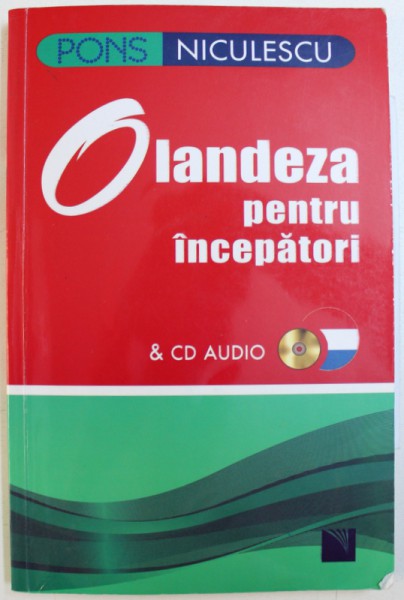 PONS NICULESCU
Olandeza
pentru
începători
& CD AUDIO